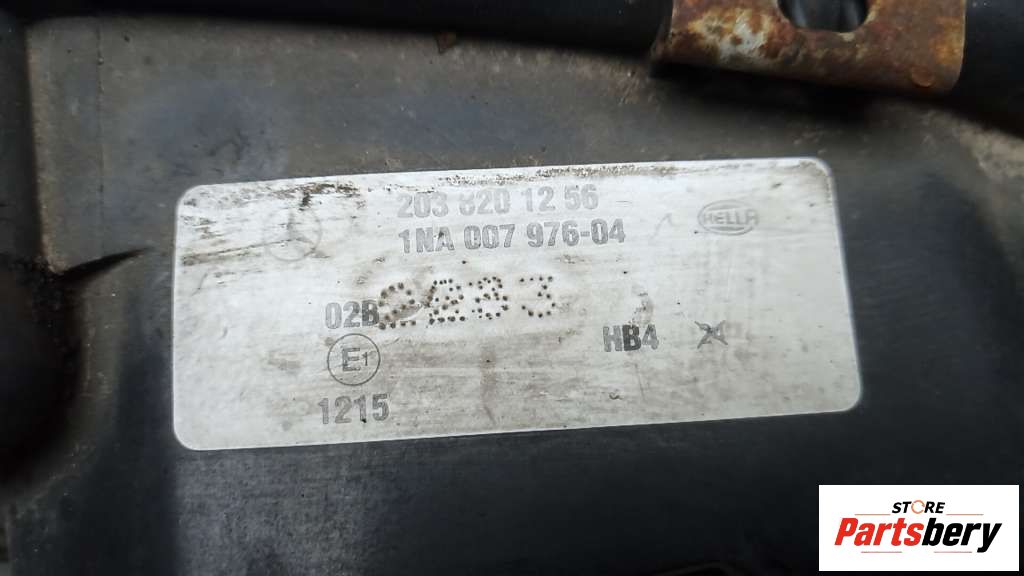 203 820 12 56
1NA 007 976-04
HELLA
02B
HB4
E1
1215
STORE
Partsbery